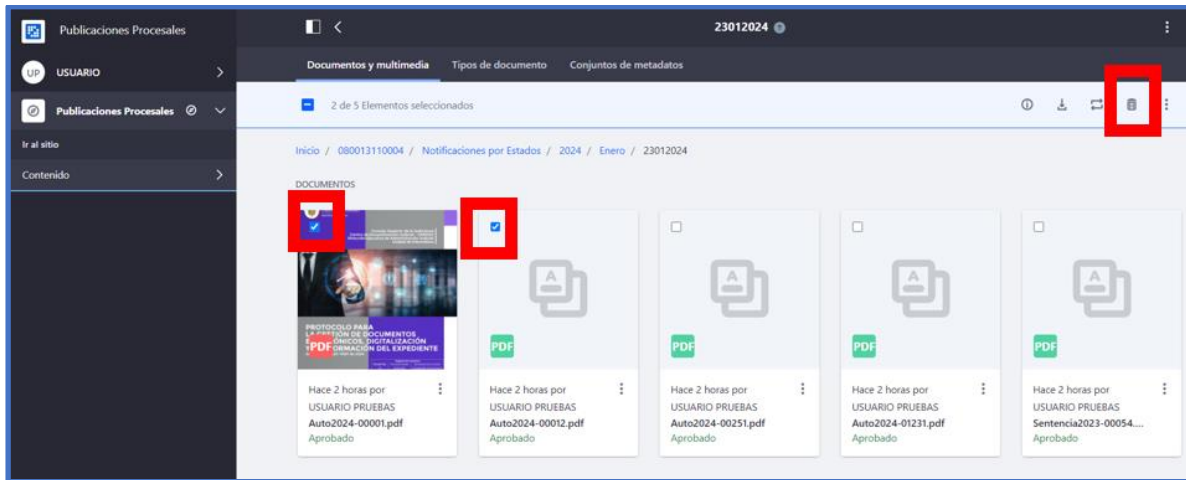 Publicaciones Procesales
23012024
UP USUARIO
Documentos y multimedia Tipos de documento Conjuntos de metadatos
Publicaciones Procesales
2 de 5 Elementos seleccionados
Ir al sitio
Contenido
Inicio / 080013110004 / Notificaciones por Estados / 2024 / Enero / 23012024
DOCUMENTOS
PROTOCOLO PARA
LA GESTIÓN DE DOCUMENTOS
DIGITALIZACIÓN
DEL EXPEDIENTE
PDF
PDF
PDF
PDF
PDF
Hace 2 horas por
USUARIO PRUEBAS
Auto2024-00001.pdf
Aprobado
Hace 2 horas por
USUARIO PRUEBAS
Auto2024-00012.pdf
Aprobado
Hace 2 horas por
USUARIO PRUEBAS
Auto2024-00251.pdf
Aprobado
Hace 2 horas por
USUARIO PRUEBAS
Auto2024-01231.pdf
Aprobado
Hace 2 horas por
USUARIO PRUEBAS
Sentencia2023-00054....
Aprobado